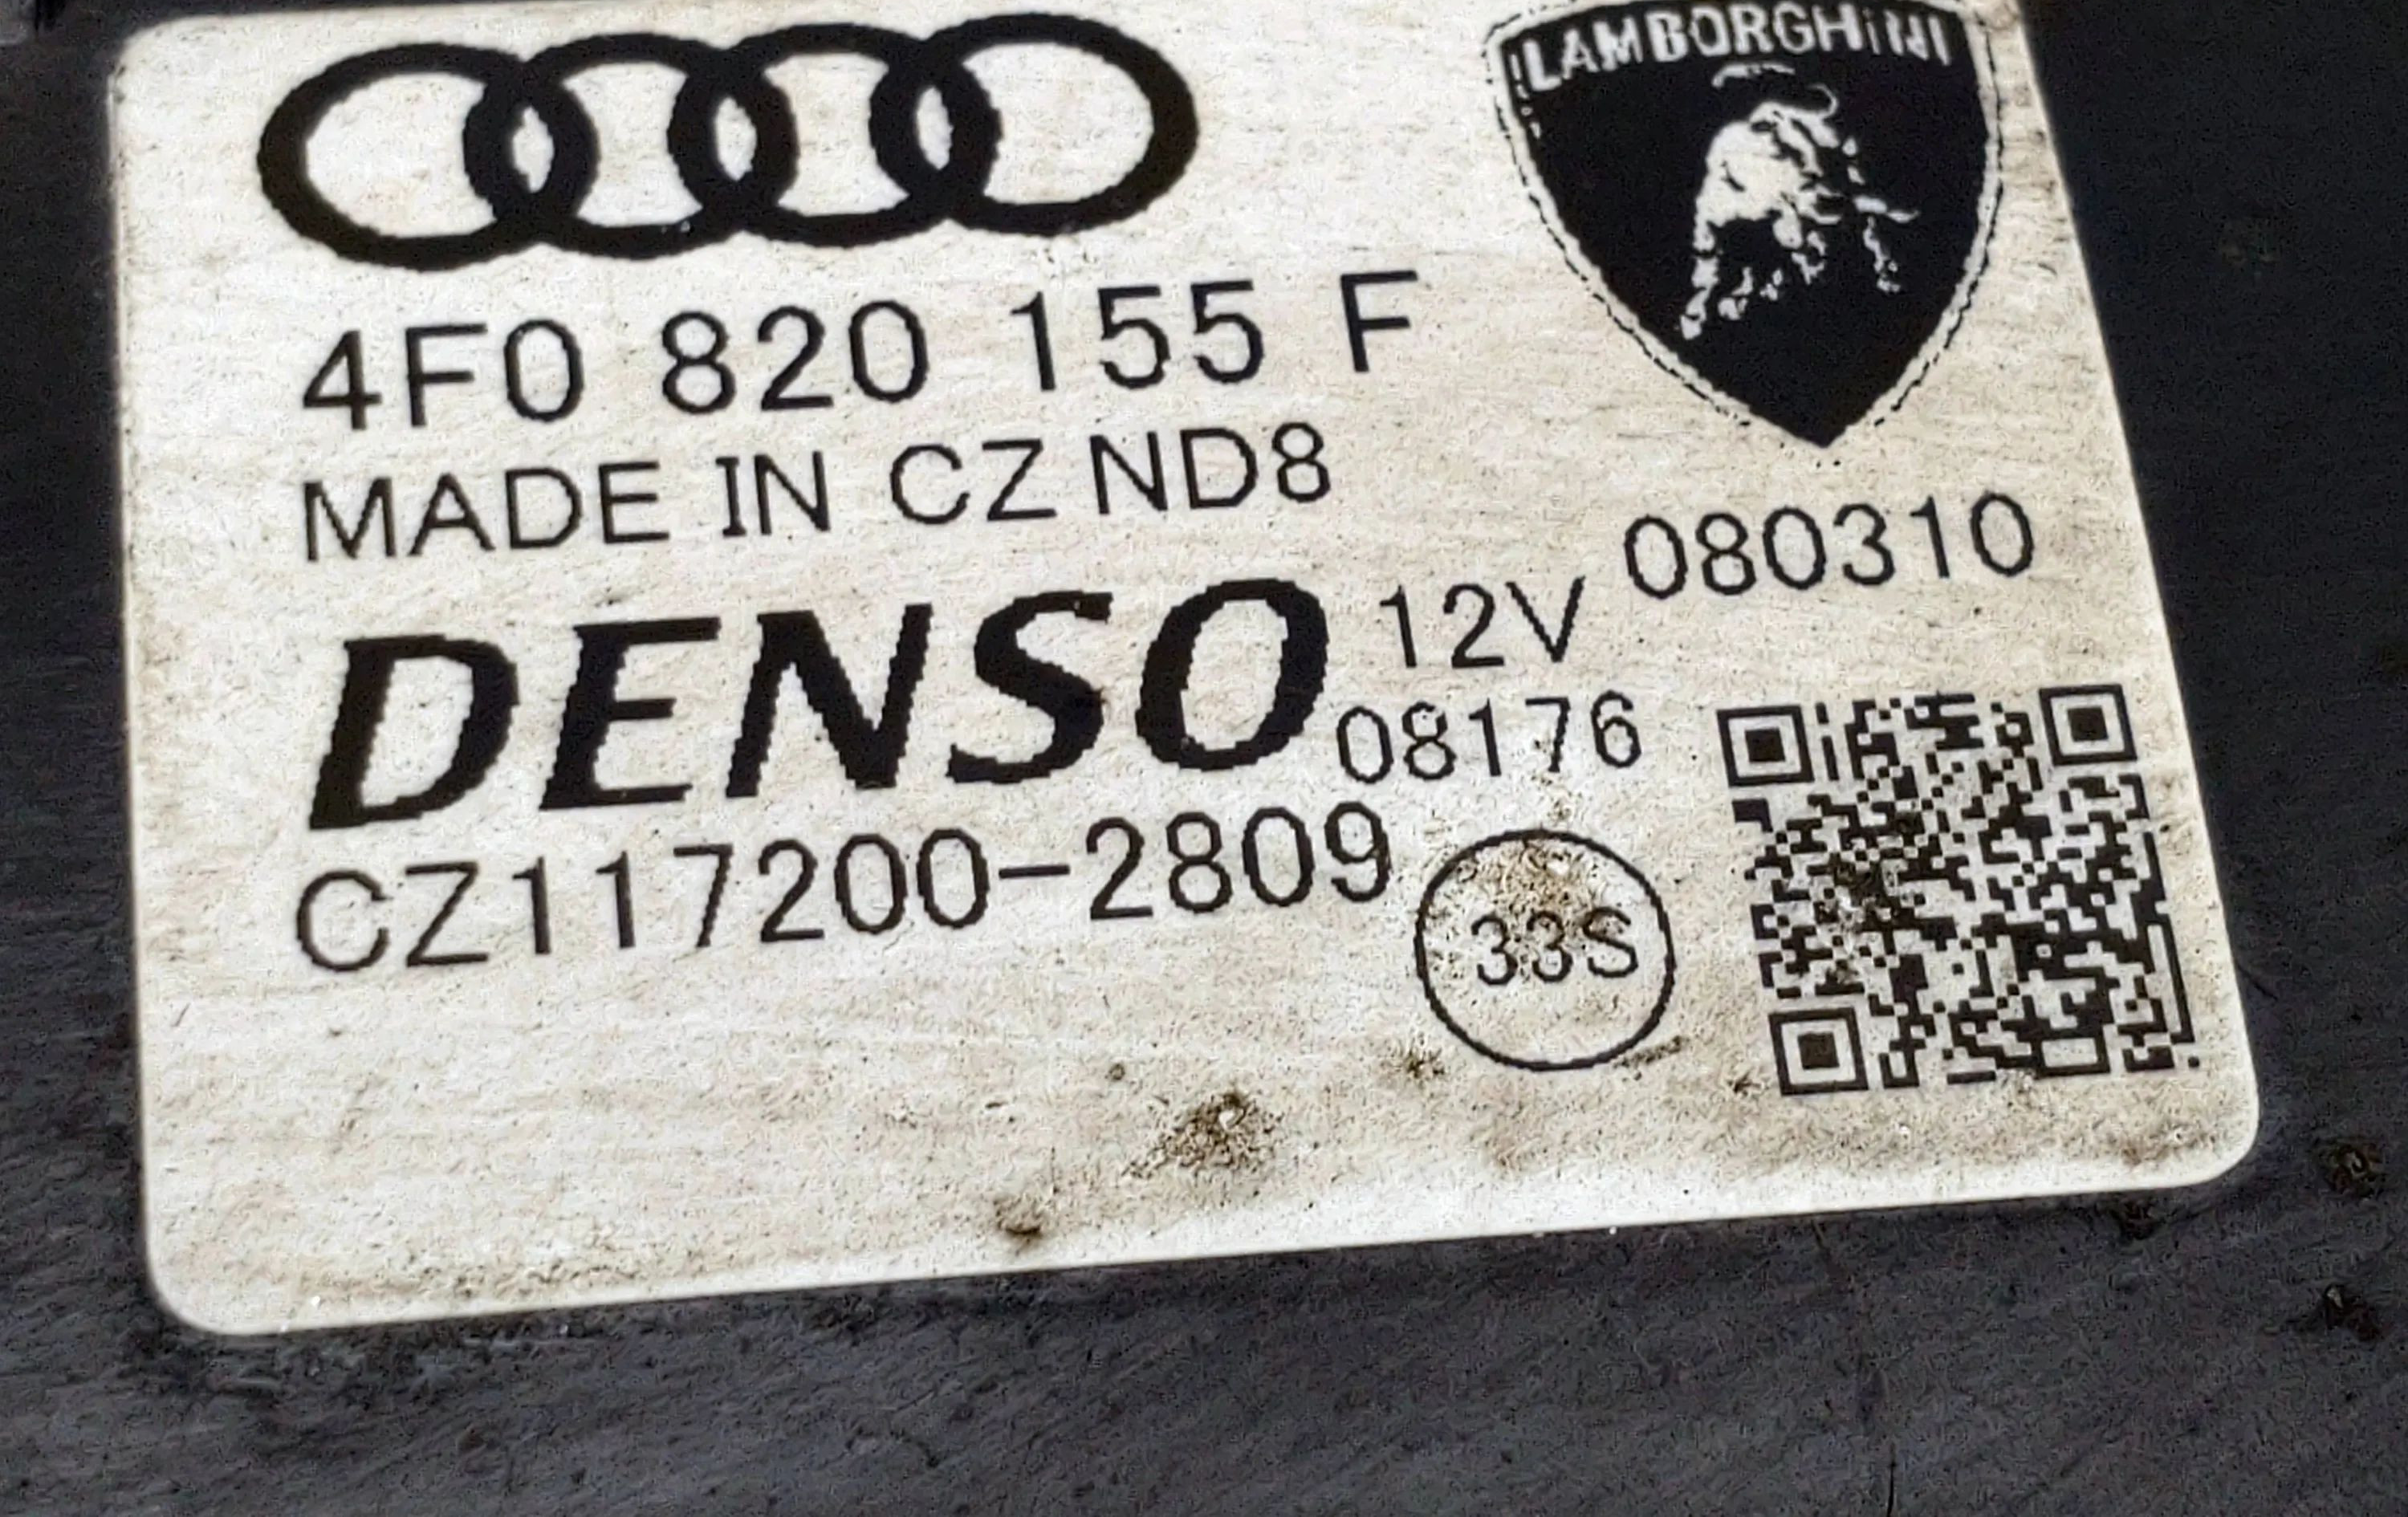 LAMBORGHINI
4F0 820 155 F
MADE IN CZ ND8
080310
DENSO 12V
08176
CZ117200-2809
33S